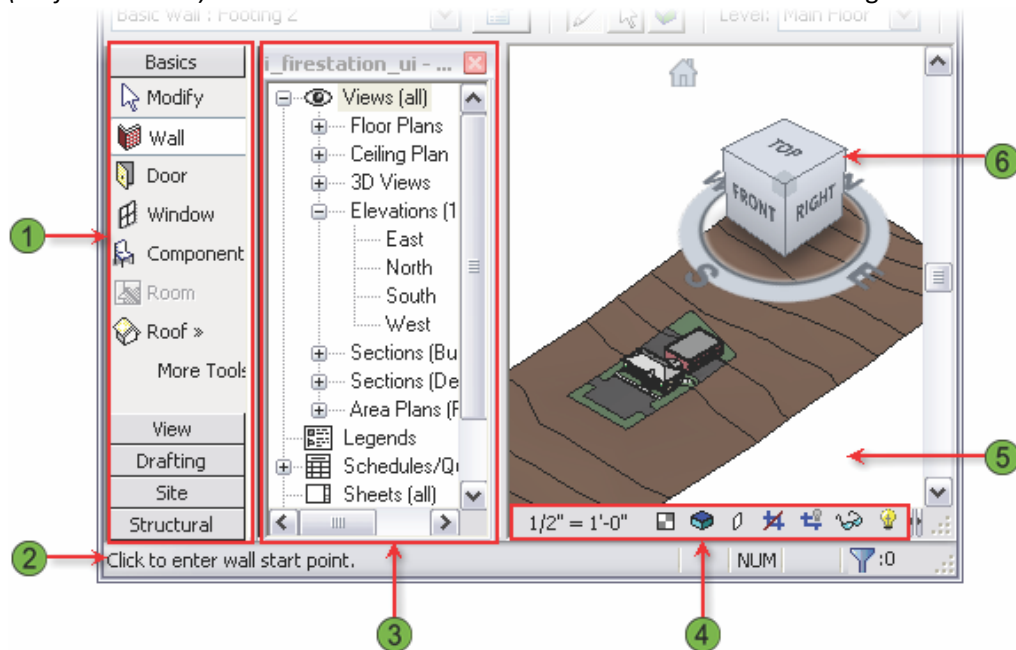 Basic Wall : Footing 2
Level: Main Floor
Basics
Modify
Wall
Door
Window
Component
Room
Roof »
More Tools
View
Drafting
Site
Structural
i_firestation_ui - ...
Views (all)
Floor Plans
Ceiling Plan
3D Views
Elevations (1
East
North
South
West
Sections (Bu
Sections (De
Area Plans (F
Legends
Schedules/Qu
Sheets (all)
TOP
FRONT
RIGHT
W
N
S
E
1/2" = 1'-0"
Click to enter wall start point.
NUM
:0
1
2
3
4
5
6